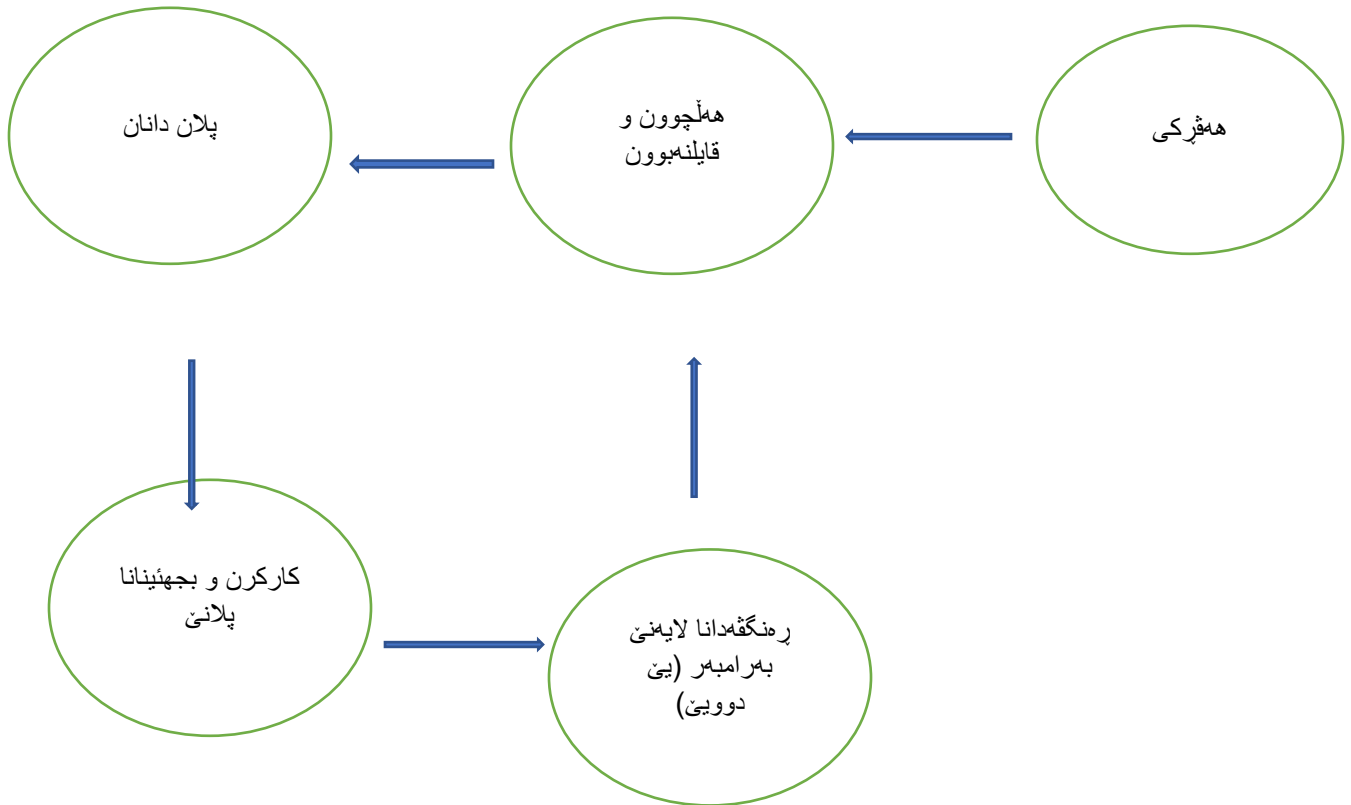 هەڤڕکی
هەڵچوون و
قایلنەبوون
پلان دانان
کارکرن و بجهئینانا
پلانێ
ڕەنگڤەدانا لایەنێ
بەرامبەر (یێ
دوویێ)